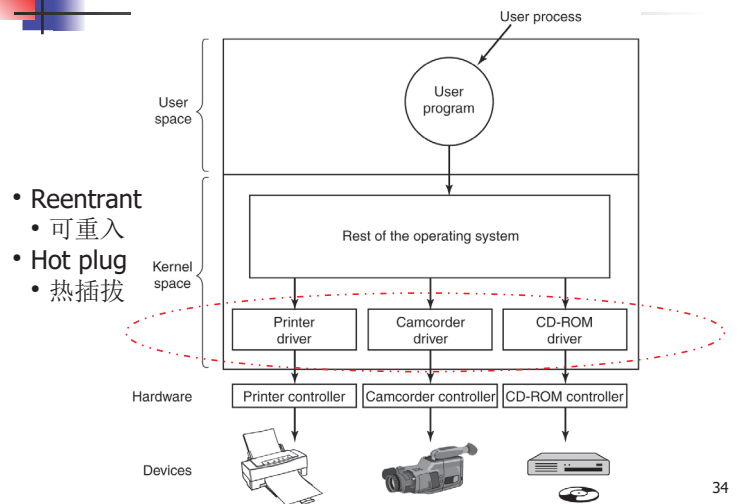 User process
User
program
User
space
• Reentrant
• 可重入
• Hot plug
• 热插拔
Kernel
space
Rest of the operating system
Printer
driver
Camcorder
driver
CD-ROM
driver
Hardware
Printer controller
Camcorder controller
CD-ROM controller
Devices
34